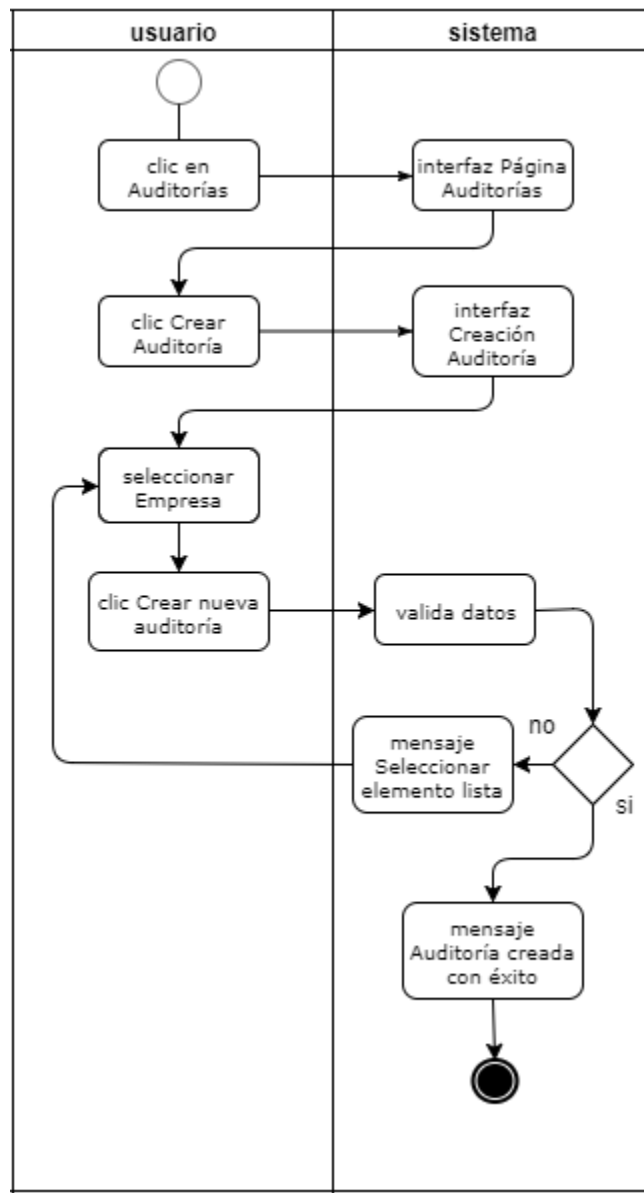 usuario
sistema
clic en
Auditorías
interfaz Página
Auditorías
clic Crear
Auditoría
interfaz
Creación
Auditoría
seleccionar
Empresa
clic Crear nueva
auditoría
valida datos
no
mensaje
Seleccionar
elemento lista
si
mensaje
Auditoría creada
con éxito